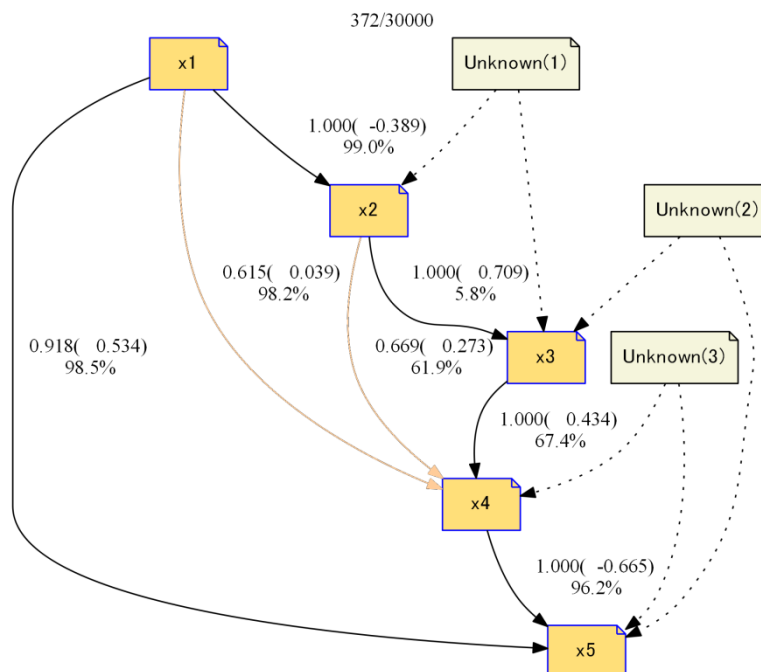 372/30000
x1
Unknown(1)
1.000( -0.389)
99.0%
x2
Unknown(2)
0.615( 0.039)
98.2%
1.000( 0.709)
5.8%
0.918( 0.534)
98.5%
0.669( 0.273)
61.9%
x3
Unknown(3)
1.000( 0.434)
67.4%
x4
1.000( -0.665)
96.2%
x5